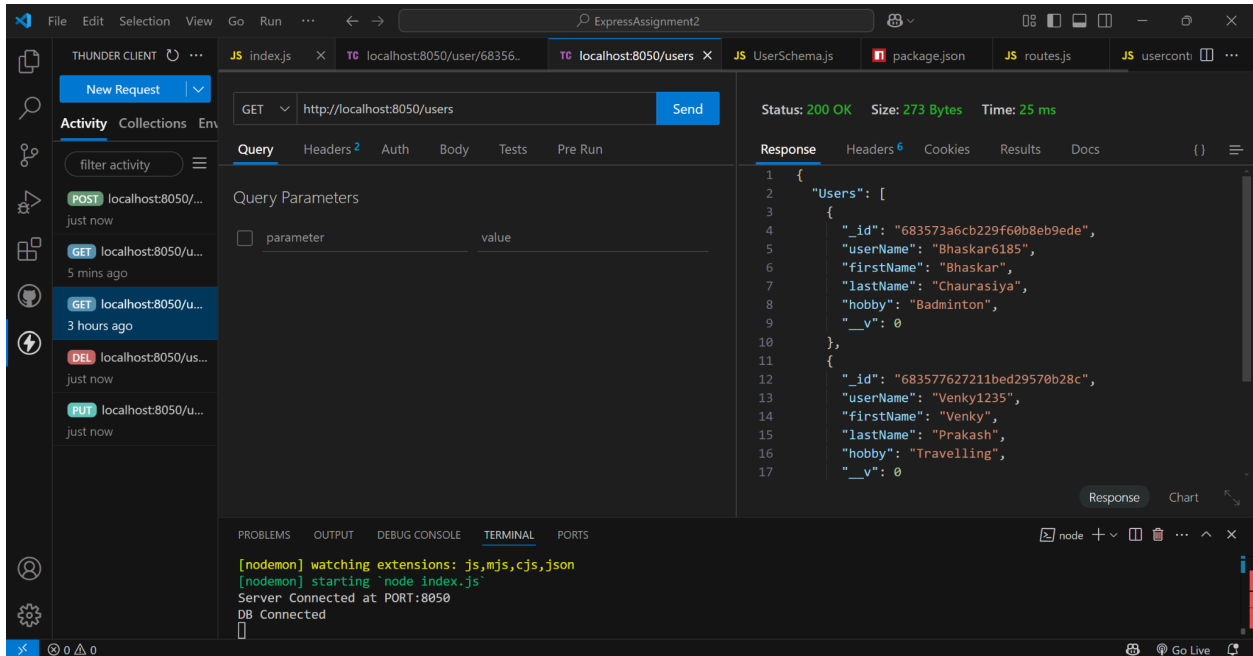 File Edit Selection View Go Run ··· ExpressAssignment2
THUNDER CLIENT ···
New Request
Activity Collections Env
filter activity
POST localhost:8050/...
just now
GET localhost:8050/u...
5 mins ago
GET localhost:8050/u...
3 hours ago
DEL localhost:8050/us...
just now
PUT localhost:8050/u...
just now
JS index.js TC localhost:8050/user/68356.. TC localhost:8050/users JS UserSchema.js package.json JS routes.js JS userconti ···
GET http://localhost:8050/users Send
Query Headers 2 Auth Body Tests Pre Run
Query Parameters
parameter value
Status: 200 OK Size: 273 Bytes Time: 25 ms
Response Headers 6 Cookies Results Docs { }
1 {
2 "Users": [
3 {
4 "_id": "683573a6cb229f60b8eb9ede",
5 "userName": "Bhaskar6185",
6 "firstName": "Bhaskar",
7 "lastName": "Chaurasiya",
8 "hobby": "Badminton",
9 "__v": 0
10 },
11 {
12 "_id": "683577627211bed29570b28c",
13 "userName": "Venky1235",
14 "firstName": "Venky",
15 "lastName": "Prakash",
16 "hobby": "Travelling",
17 "__v": 0
Response Chart
PROBLEMS OUTPUT DEBUG CONSOLE TERMINAL PORTS node ···
[nodemon] watching extensions: js,mjs,cjs,json
[nodemon] starting `node index.js`
Server Connected at PORT:8050
DB Connected
0 0 Go Live